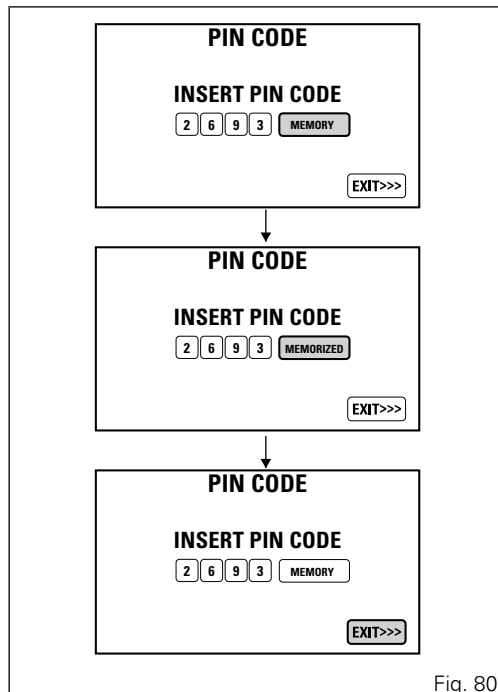 PIN CODE
INSERT PIN CODE
2 6 9 3 MEMORY
EXIT>>>
PIN CODE
INSERT PIN CODE
2 6 9 3 MEMORIZED
EXIT>>>
PIN CODE
INSERT PIN CODE
2 6 9 3 MEMORY
EXIT>>>
Fig. 80